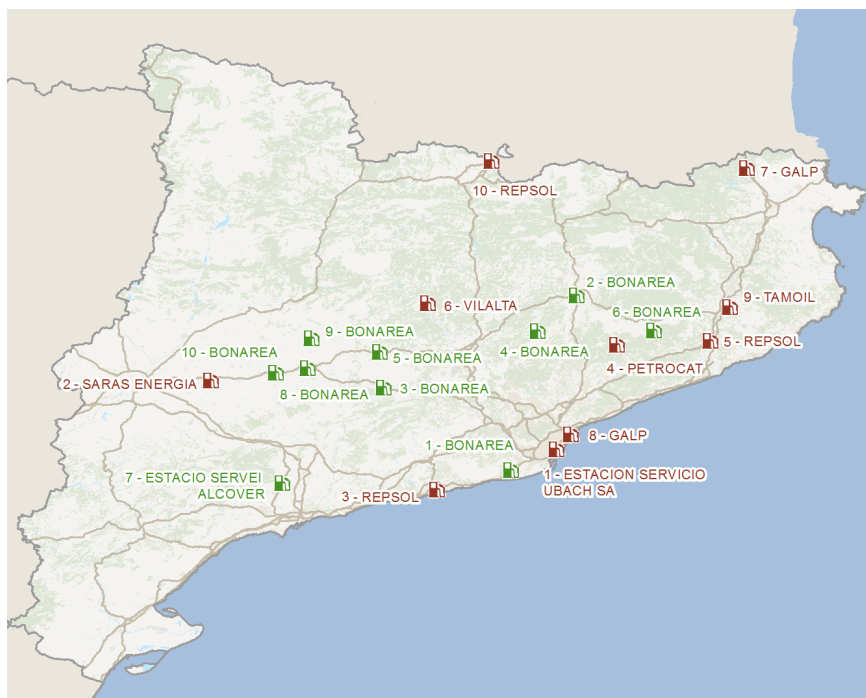 7 - GALP
10 - REPSOL
2 - BONAREA
9 - TAMOIL
6 - VILALTA
6 - BONAREA
9 - BONAREA
5 - REPSOL
10 - BONAREA
4 - BONAREA
5 - BONAREA
4 - PETROCAT
2 - SARAS ENERGIA
8 - BONAREA
3 - BONAREA
8 - GALP
1 - BONAREA
1 - ESTACION SERVICIO
UBACH SA
7 - ESTACIO SERVEI
ALCOVER
3 - REPSOL